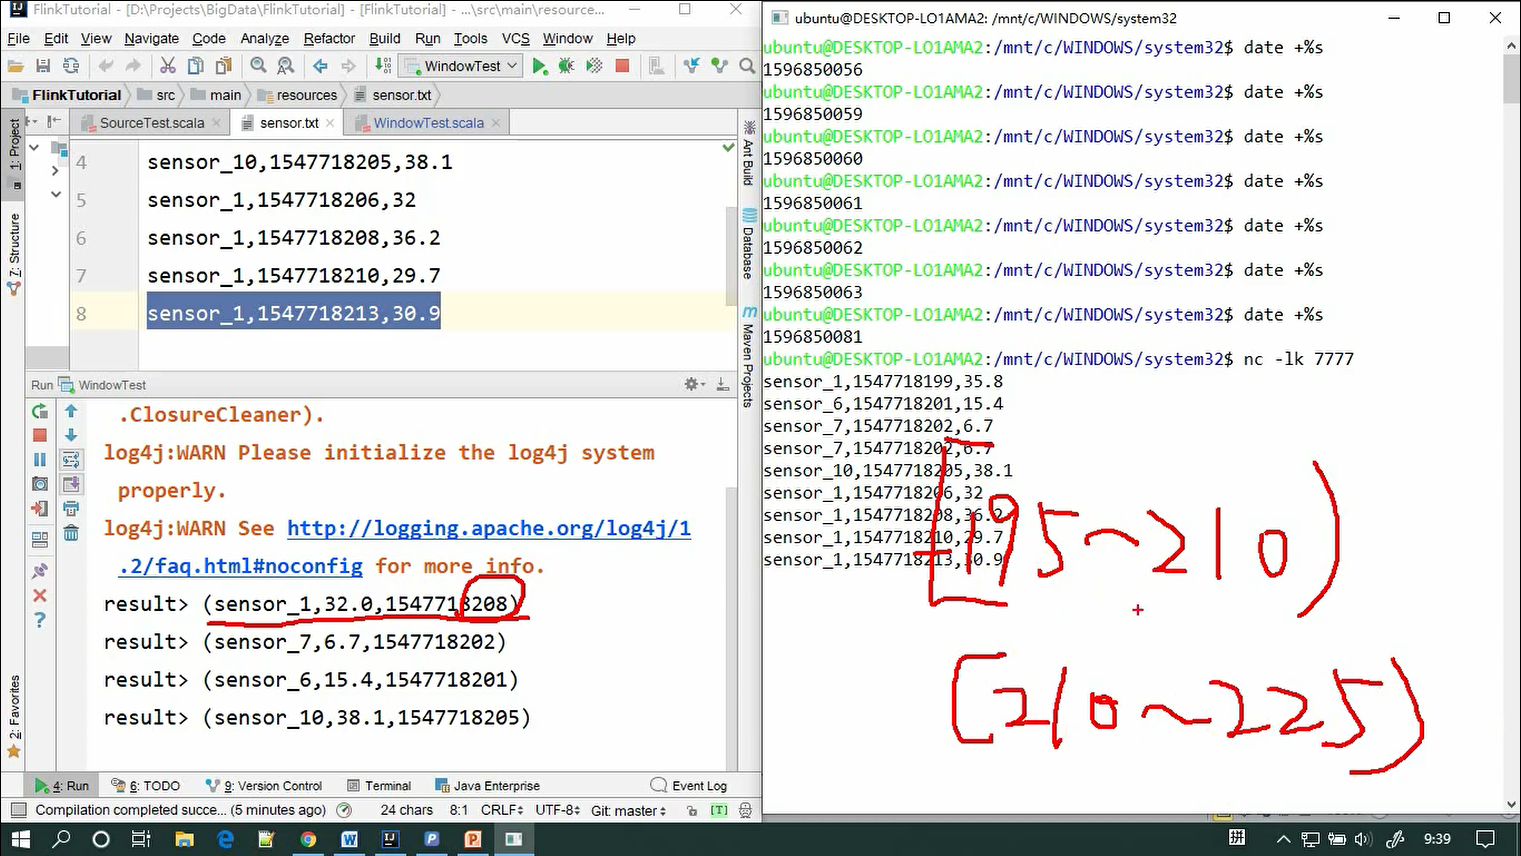 FlinkTutorial - [D:\Projects\BigData\FlinkTutorial] - [FlinkTutorial] - ...\src\main\resource...
File Edit View Navigate Code Analyze Refactor Build Run Tools VCS Window Help
WindowTest
FlinkTutorial src main resources sensor.txt
SourceTest.scala sensor.txt WindowTest.scala
1: Project
7: Structure
2: Favorites
4 sensor_10,1547718205,38.1
5 sensor_1,1547718206,32
6 sensor_1,1547718208,36.2
7 sensor_1,1547718210,29.7
8 sensor_1,1547718213,30.9
Ant Build
Database
Maven Projects
Run WindowTest
.ClosureCleaner).
log4j:WARN Please initialize the log4j system
properly.
log4j:WARN See http://logging.apache.org/log4j/1
.2/faq.html#noconfig for more info.
result> (sensor_1,32.0,1547718208)
result> (sensor_7,6.7,1547718202)
result> (sensor_6,15.4,1547718201)
result> (sensor_10,38.1,1547718205)
4: Run 6: TODO 9: Version Control Terminal Java Enterprise Event Log
Compilation completed succe... (5 minutes ago) 24 chars 8:1 CRLF UTF-8 Git: master
ubuntu@DESKTOP-LO1AMA2: /mnt/c/WINDOWS/system32
ubuntu@DESKTOP-LO1AMA2:/mnt/c/WINDOWS/system32$ date +%s
1596850056
ubuntu@DESKTOP-LO1AMA2:/mnt/c/WINDOWS/system32$ date +%s
1596850059
ubuntu@DESKTOP-LO1AMA2:/mnt/c/WINDOWS/system32$ date +%s
1596850060
ubuntu@DESKTOP-LO1AMA2:/mnt/c/WINDOWS/system32$ date +%s
1596850061
ubuntu@DESKTOP-LO1AMA2:/mnt/c/WINDOWS/system32$ date +%s
1596850062
ubuntu@DESKTOP-LO1AMA2:/mnt/c/WINDOWS/system32$ date +%s
1596850063
ubuntu@DESKTOP-LO1AMA2:/mnt/c/WINDOWS/system32$ date +%s
1596850081
ubuntu@DESKTOP-LO1AMA2:/mnt/c/WINDOWS/system32$ nc -lk 7777
sensor_1,1547718199,35.8
sensor_6,1547718201,15.4
sensor_7,1547718202,6.7
sensor_7,1547718202,6.7
sensor_10,1547718205,38.1
sensor_1,1547718206,32
sensor_1,1547718208,36.2
sensor_1,1547718210,29.7
sensor_1,1547718213,30.9
[195~210)
[210~225)
拼 9:39